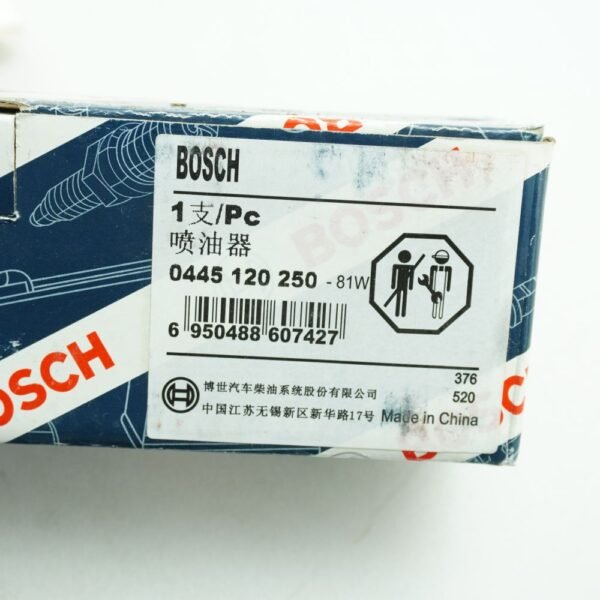 BOSCH
BOSCH
1支/Pc
喷油器
0445 120 250 - 81W
6 950488 607427
376
520
博世汽车柴油系统股份有限公司
中国江苏无锡新区新华路17号 Made in China
BOSCH